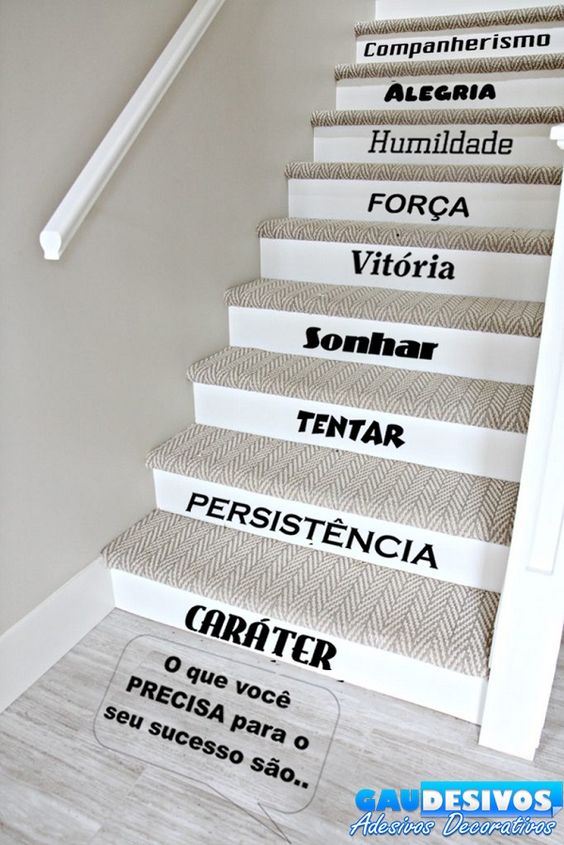 Companherismo
ALEGRIA
Humildade
FORÇA
Vitória
Sonhar
TENTAR
PERSISTÊNCIA
CARÁTER
O que você
PRECISA para o
seu sucesso são..
GAUDESIVOS
Adesivos Decorativos